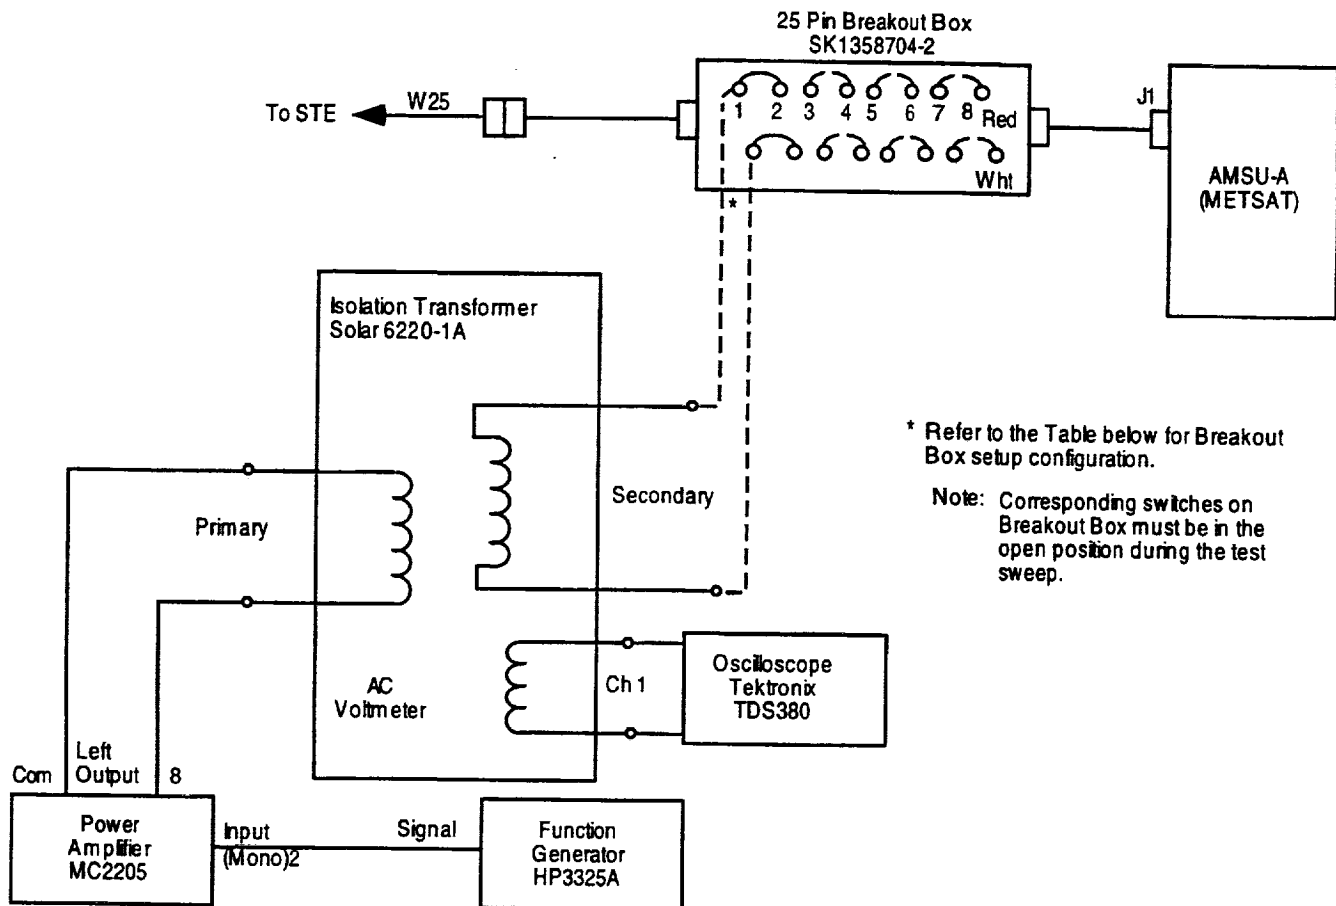 25 Pin Breakout Box
SK1358704-2
To STE
W25
1 2 3 4 5 6 7 8 Red
Wht
*
J1
AMSU-A
(METSAT)
Isolation Transformer
Solar 6220-1A
Primary
Secondary
* Refer to the Table below for Breakout
Box setup configuration.
Note: Corresponding switches on
Breakout Box must be in the
open position during the test
sweep.
AC
Voltmeter
Ch 1
Oscilloscope
Tektronix
TDS380
Com
Left
Output
8
Power
Amplifier
MC2205
Input
(Mono)2
Signal
Function
Generator
HP3325A